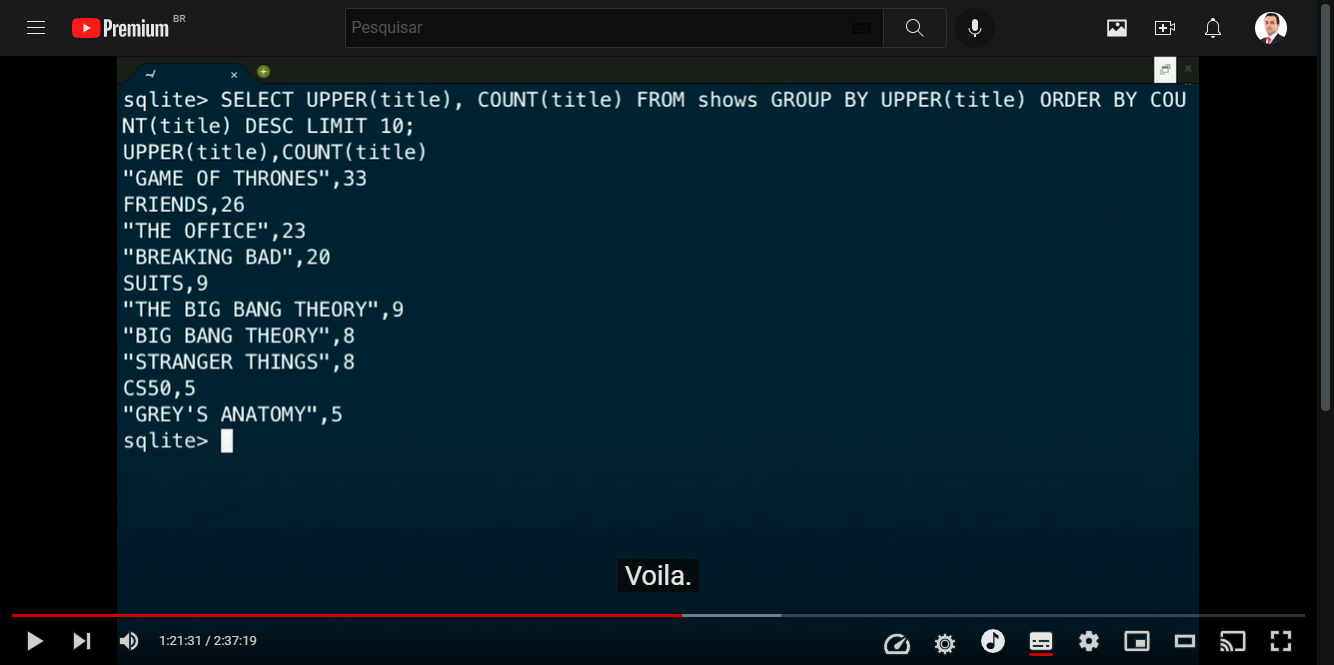 Premium BR
Pesquisar
~/
sqlite> SELECT UPPER(title), COUNT(title) FROM shows GROUP BY UPPER(title) ORDER BY COU
NT(title) DESC LIMIT 10;
UPPER(title),COUNT(title)
"GAME OF THRONES",33
FRIENDS,26
"THE OFFICE",23
"BREAKING BAD",20
SUITS,9
"THE BIG BANG THEORY",9
"BIG BANG THEORY",8
"STRANGER THINGS",8
CS50,5
"GREY'S ANATOMY",5
sqlite>
Voila.
1:21:31 / 2:37:19